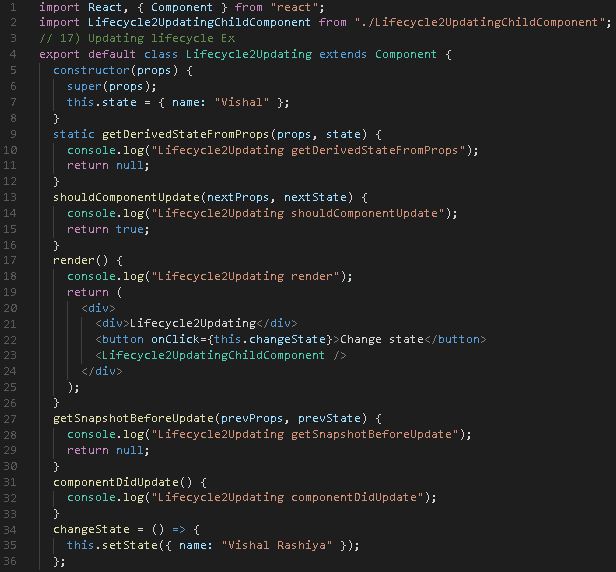 1 import React, { Component } from "react";
2 import Lifecycle2UpdatingChildComponent from "./Lifecycle2UpdatingChildComponent";
3 // 17) Updating lifecycle Ex
4 export default class Lifecycle2Updating extends Component {
5   constructor(props) {
6     super(props);
7     this.state = { name: "Vishal" };
8   }
9   static getDerivedStateFromProps(props, state) {
10     console.log("Lifecycle2Updating getDerivedStateFromProps");
11     return null;
12   }
13   shouldComponentUpdate(nextProps, nextState) {
14     console.log("Lifecycle2Updating shouldComponentUpdate");
15     return true;
16   }
17   render() {
18     console.log("Lifecycle2Updating render");
19     return (
20       <div>
21         <div>Lifecycle2Updating</div>
22         <button onClick={this.changeState}>Change state</button>
23         <Lifecycle2UpdatingChildComponent />
24       </div>
25     );
26   }
27   getSnapshotBeforeUpdate(prevProps, prevState) {
28     console.log("Lifecycle2Updating getSnapshotBeforeUpdate");
29     return null;
30   }
31   componentDidUpdate() {
32     console.log("Lifecycle2Updating componentDidUpdate");
33   }
34   changeState = () => {
35     this.setState({ name: "Vishal Rashiya" });
36   };